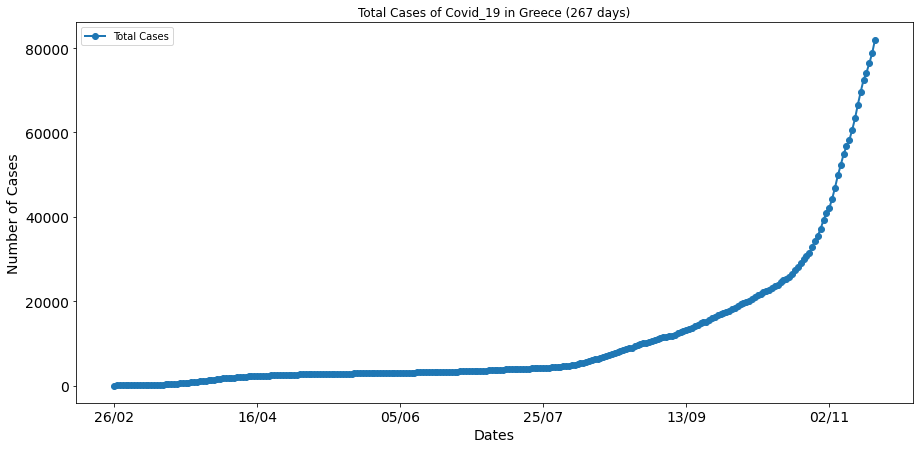 Total Cases of Covid_19 in Greece (267 days)
Total Cases
80000
60000
40000
20000
0
Number of Cases
26/02 16/04 05/06 25/07 13/09 02/11
Dates